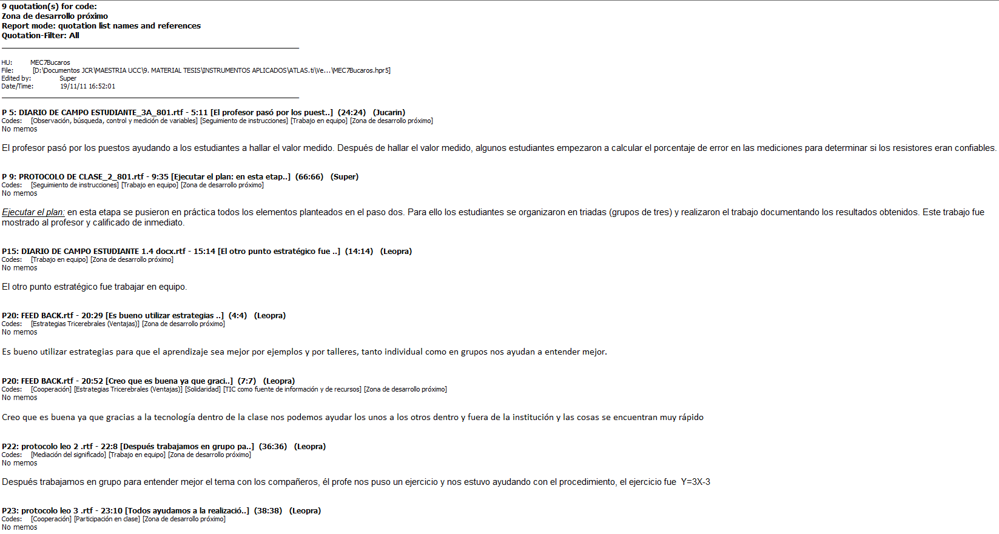 9 quotation(s) for code:
Zona de desarrollo próximo
Report mode: quotation list names and references
Quotation-Filter: All
HU: MEC7Bucaros
File: [D:\Documentos JCR\MAESTRIA UCC\9. MATERIAL TESIS\INSTRUMENTOS APLICADOS\ATLAS.ti\Ve...\MEC7Bucaros.hpr5]
Edited by: Super
Date/Time: 19/11/11 16:52:01
P 5: DIARIO DE CAMPO ESTUDIANTE_3A_801.rtf - 5:11 [El profesor pasó por los puest..] (24:24) (Jucarin)
Codes: [Observación, búsqueda, control y medición de variables] [Seguimiento de instrucciones] [Trabajo en equipo] [Zona de desarrollo próximo]
No memos
El profesor pasó por los puestos ayudando a los estudiantes a hallar el valor medido. Después de hallar el valor medido, algunos estudiantes empezaron a calcular el porcentaje de error en las mediciones para determinar si los resistores eran confiables.
P 9: PROTOCOLO DE CLASE_2_801.rtf - 9:35 [Ejecutar el plan: en esta etap..] (66:66) (Super)
Codes: [Seguimiento de instrucciones] [Trabajo en equipo] [Zona de desarrollo próximo]
No memos
Ejecutar el plan: en esta etapa se pusieron en práctica todos los elementos planteados en el paso dos. Para ello los estudiantes se organizaron en triadas (grupos de tres) y realizaron el trabajo documentando los resultados obtenidos. Este trabajo fue
mostrado al profesor y calificado de inmediato.
P15: DIARIO DE CAMPO ESTUDIANTE 1.4 docx.rtf - 15:14 [El otro punto estratégico fue ..] (14:14) (Leopra)
Codes: [Trabajo en equipo] [Zona de desarrollo próximo]
No memos
El otro punto estratégico fue trabajar en equipo.
P20: FEED BACK.rtf - 20:29 [Es bueno utilizar estrategias ..] (4:4) (Leopra)
Codes: [Estrategias Tricerebrales (Ventajas)] [Zona de desarrollo próximo]
No memos
Es bueno utilizar estrategias para que el aprendizaje sea mejor por ejemplos y por talleres, tanto individual como en grupos nos ayudan a entender mejor.
P20: FEED BACK.rtf - 20:52 [Creo que es buena ya que graci..] (7:7) (Leopra)
Codes: [Cooperación] [Estrategias Tricerebrales (Ventajas)] [Solidaridad] [TIC como fuente de información y de recursos] [Zona de desarrollo próximo]
No memos
Creo que es buena ya que gracias a la tecnología dentro de la clase nos podemos ayudar los unos a los otros dentro y fuera de la institución y las cosas se encuentran muy rápido
P22: protocolo leo 2 .rtf - 22:8 [Después trabajamos en grupo pa..] (36:36) (Leopra)
Codes: [Mediación del significado] [Trabajo en equipo] [Zona de desarrollo próximo]
No memos
Después trabajamos en grupo para entender mejor el tema con los compañeros, él profe nos puso un ejercicio y nos estuvo ayudando con el procedimiento, el ejercicio fue Y=3X-3
P23: protocolo leo 3 .rtf - 23:10 [Todos ayudamos a la realizació..] (38:38) (Leopra)
Codes: [Cooperación] [Participación en clase] [Zona de desarrollo próximo]
No memos